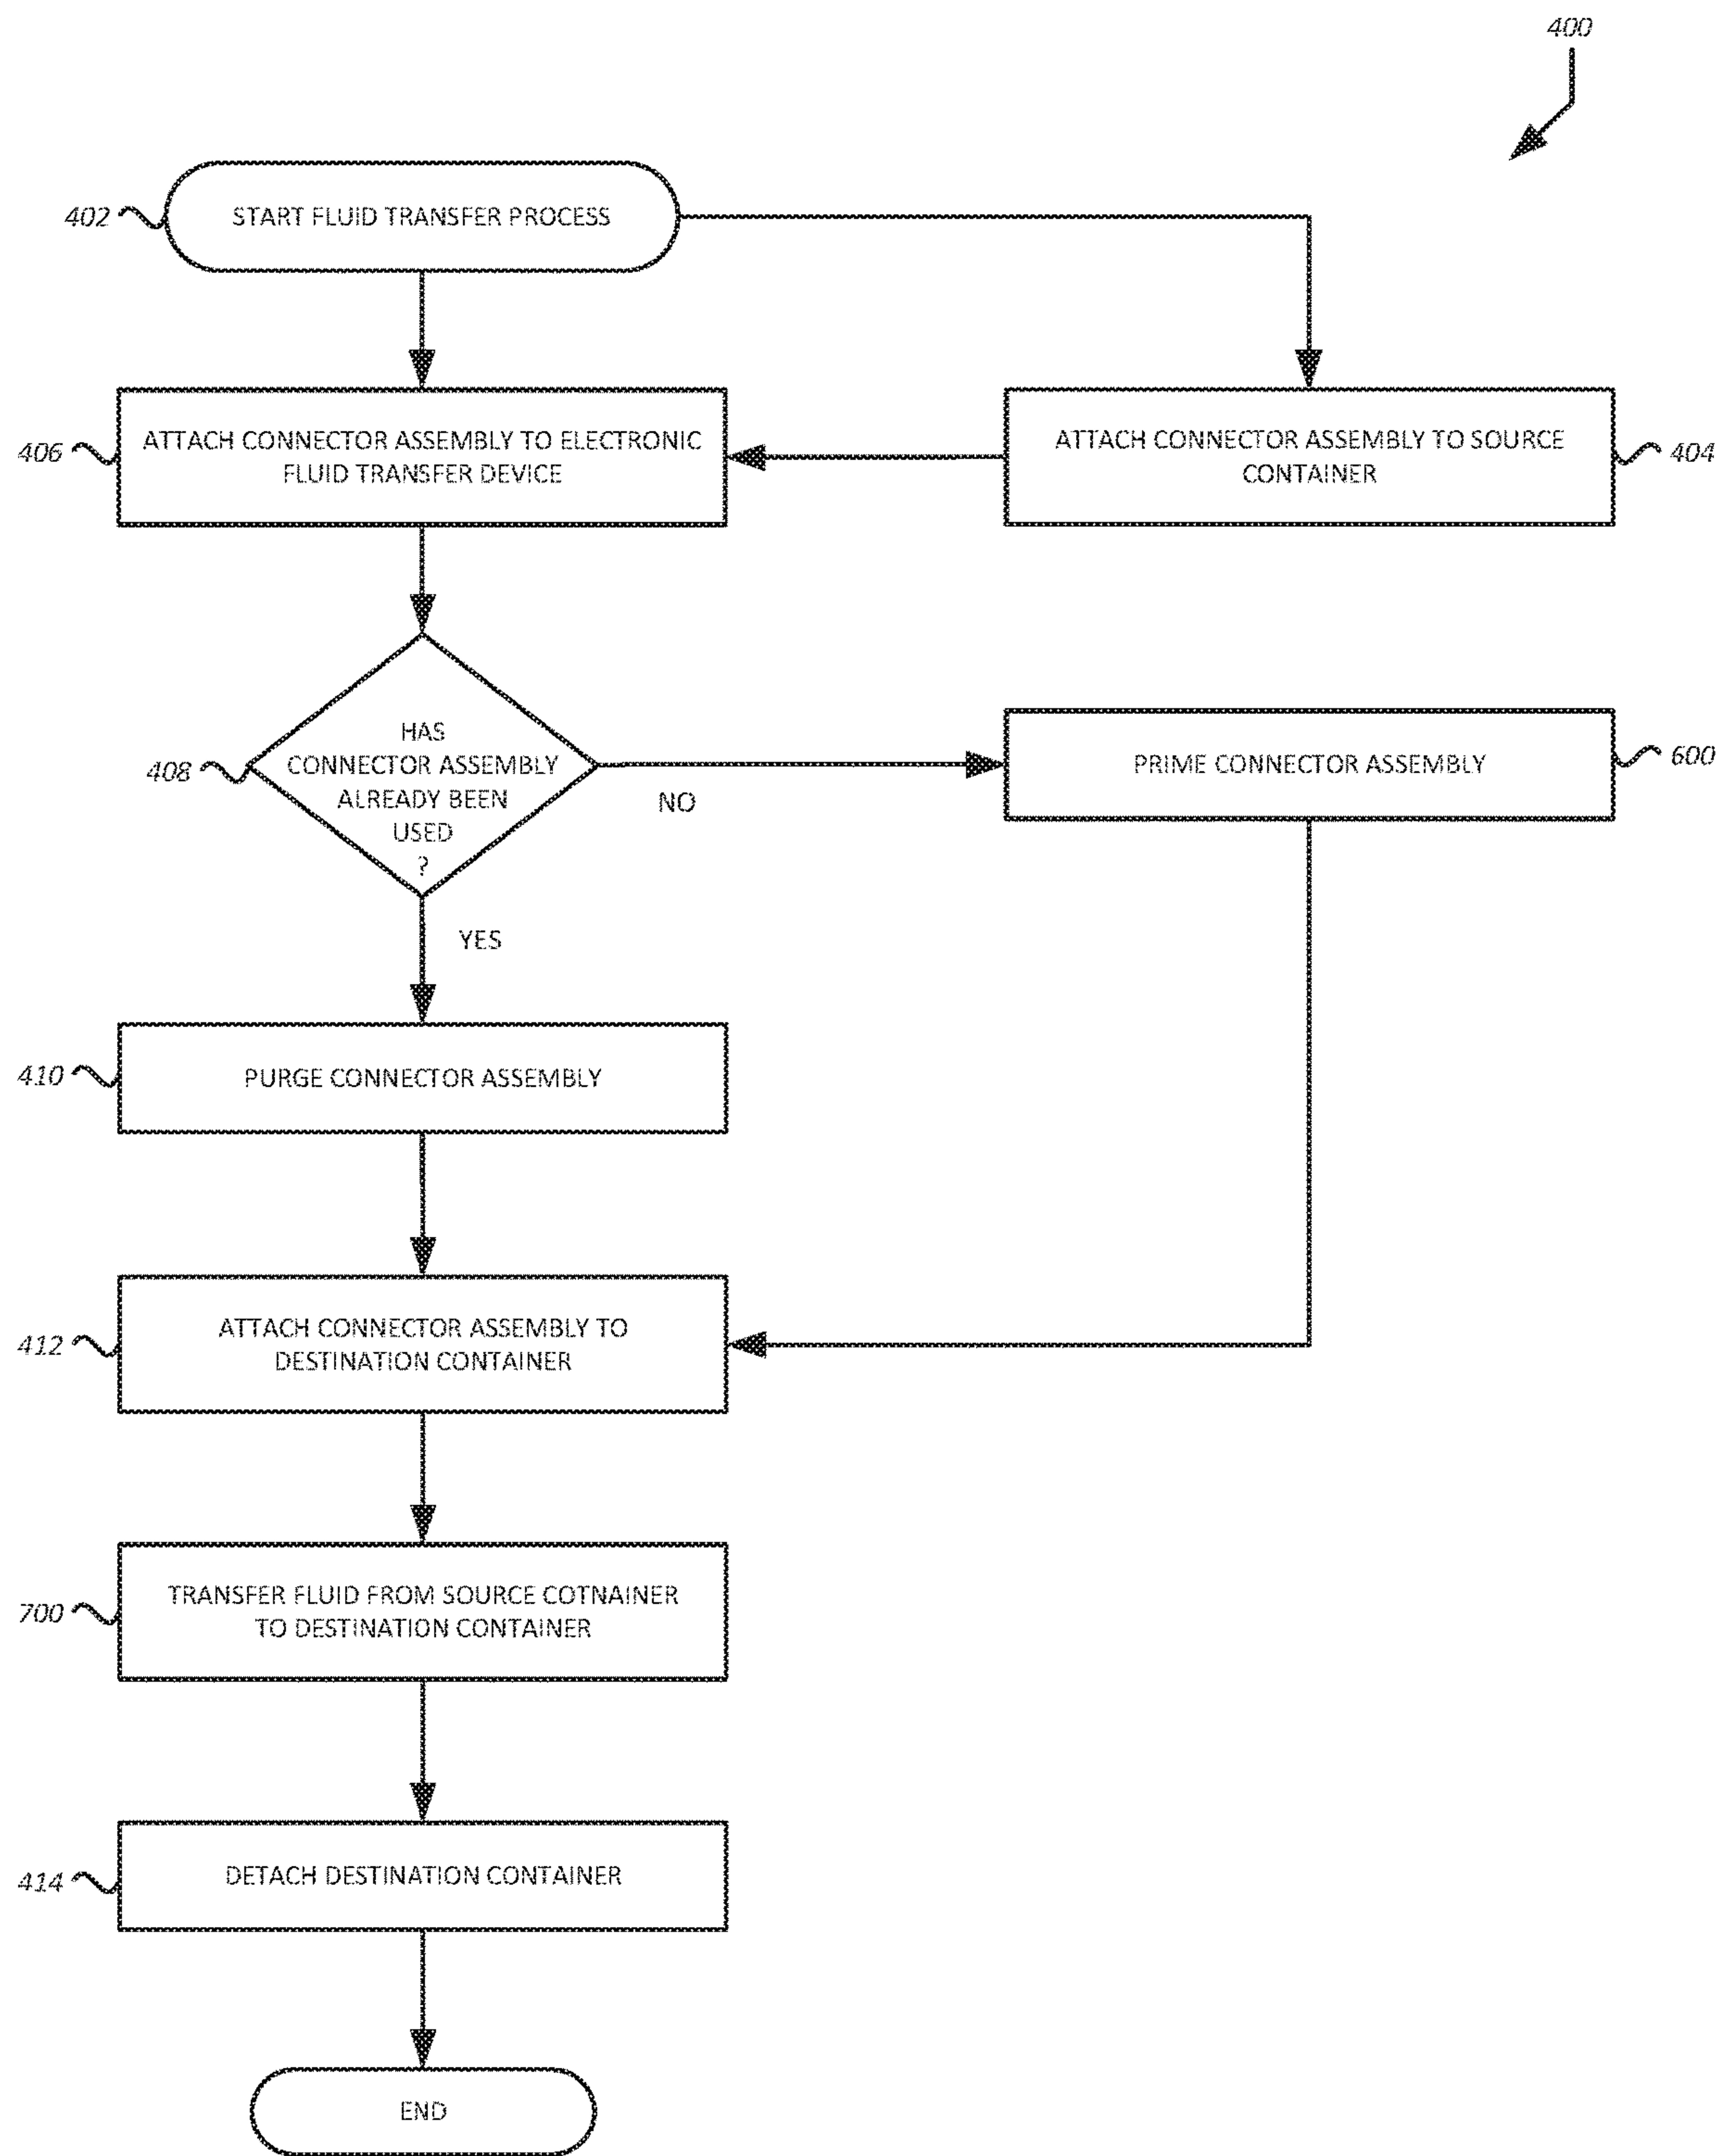 400
402
START FLUID TRANSFER PROCESS
406
ATTACH CONNECTOR ASSEMBLY TO ELECTRONIC
FLUID TRANSFER DEVICE
ATTACH CONNECTOR ASSEMBLY TO SOURCE
CONTAINER
404
408
HAS
CONNECTOR ASSEMBLY
ALREADY BEEN
USED
?
NO
PRIME CONNECTOR ASSEMBLY
600
YES
410
PURGE CONNECTOR ASSEMBLY
412
ATTACH CONNECTOR ASSEMBLY TO
DESTINATION CONTAINER
700
TRANSFER FLUID FROM SOURCE COTNAINER
TO DESTINATION CONTAINER
414
DETACH DESTINATION CONTAINER
END